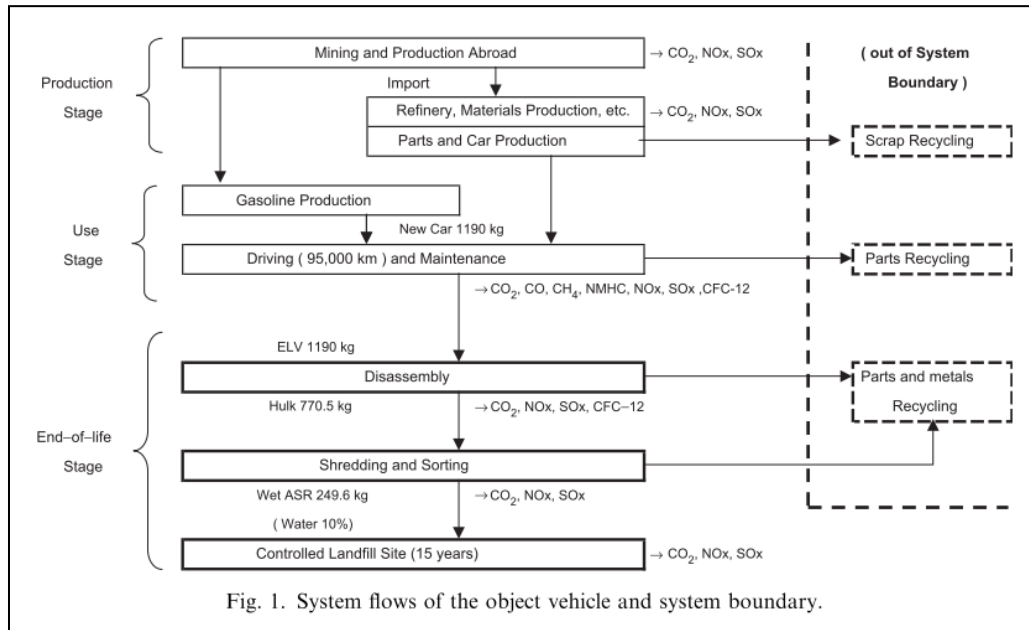 Mining and Production Abroad
→ CO2, NOx, SOx
( out of System
Boundary )
Production
Stage
Import
Refinery, Materials Production, etc.
→ CO2, NOx, SOx
Parts and Car Production
Scrap Recycling
Gasoline Production
Use
Stage
New Car 1190 kg
Driving ( 95,000 km ) and Maintenance
Parts Recycling
→ CO2, CO, CH4, NMHC, NOx, SOx ,CFC-12
ELV 1190 kg
Disassembly
Parts and metals
Recycling
Hulk 770.5 kg
→ CO2, NOx, SOx, CFC–12
End–of–life
Stage
Shredding and Sorting
Wet ASR 249.6 kg
→ CO2, NOx, SOx
( Water 10%)
Controlled Landfill Site (15 years)
→ CO2, NOx, SOx
Fig. 1. System flows of the object vehicle and system boundary.